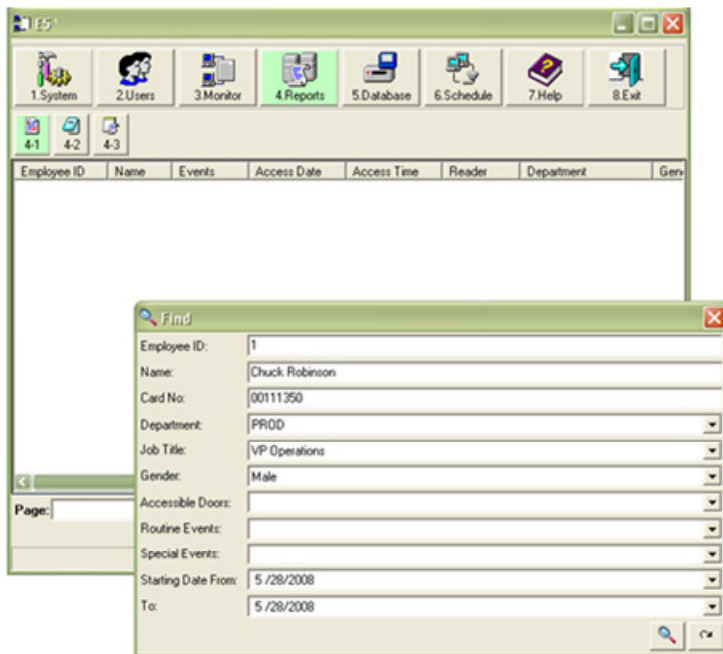 E5
1.System 2.Users 3.Monitor 4.Reports 5.Database 6.Schedule 7.Help 8.Exit
4-1 4-2 4-3
Employee ID Name Events Access Date Access Time Reader Department Gen
Find
Employee ID: 1
Name: Chuck Robinson
Card No: 00111350
Department: PROD
Job Title: VP Operations
Gender: Male
Accessible Doors:
Page:
Routine Events:
Special Events:
Starting Date From: 5 /28/2008
To: 5 /28/2008